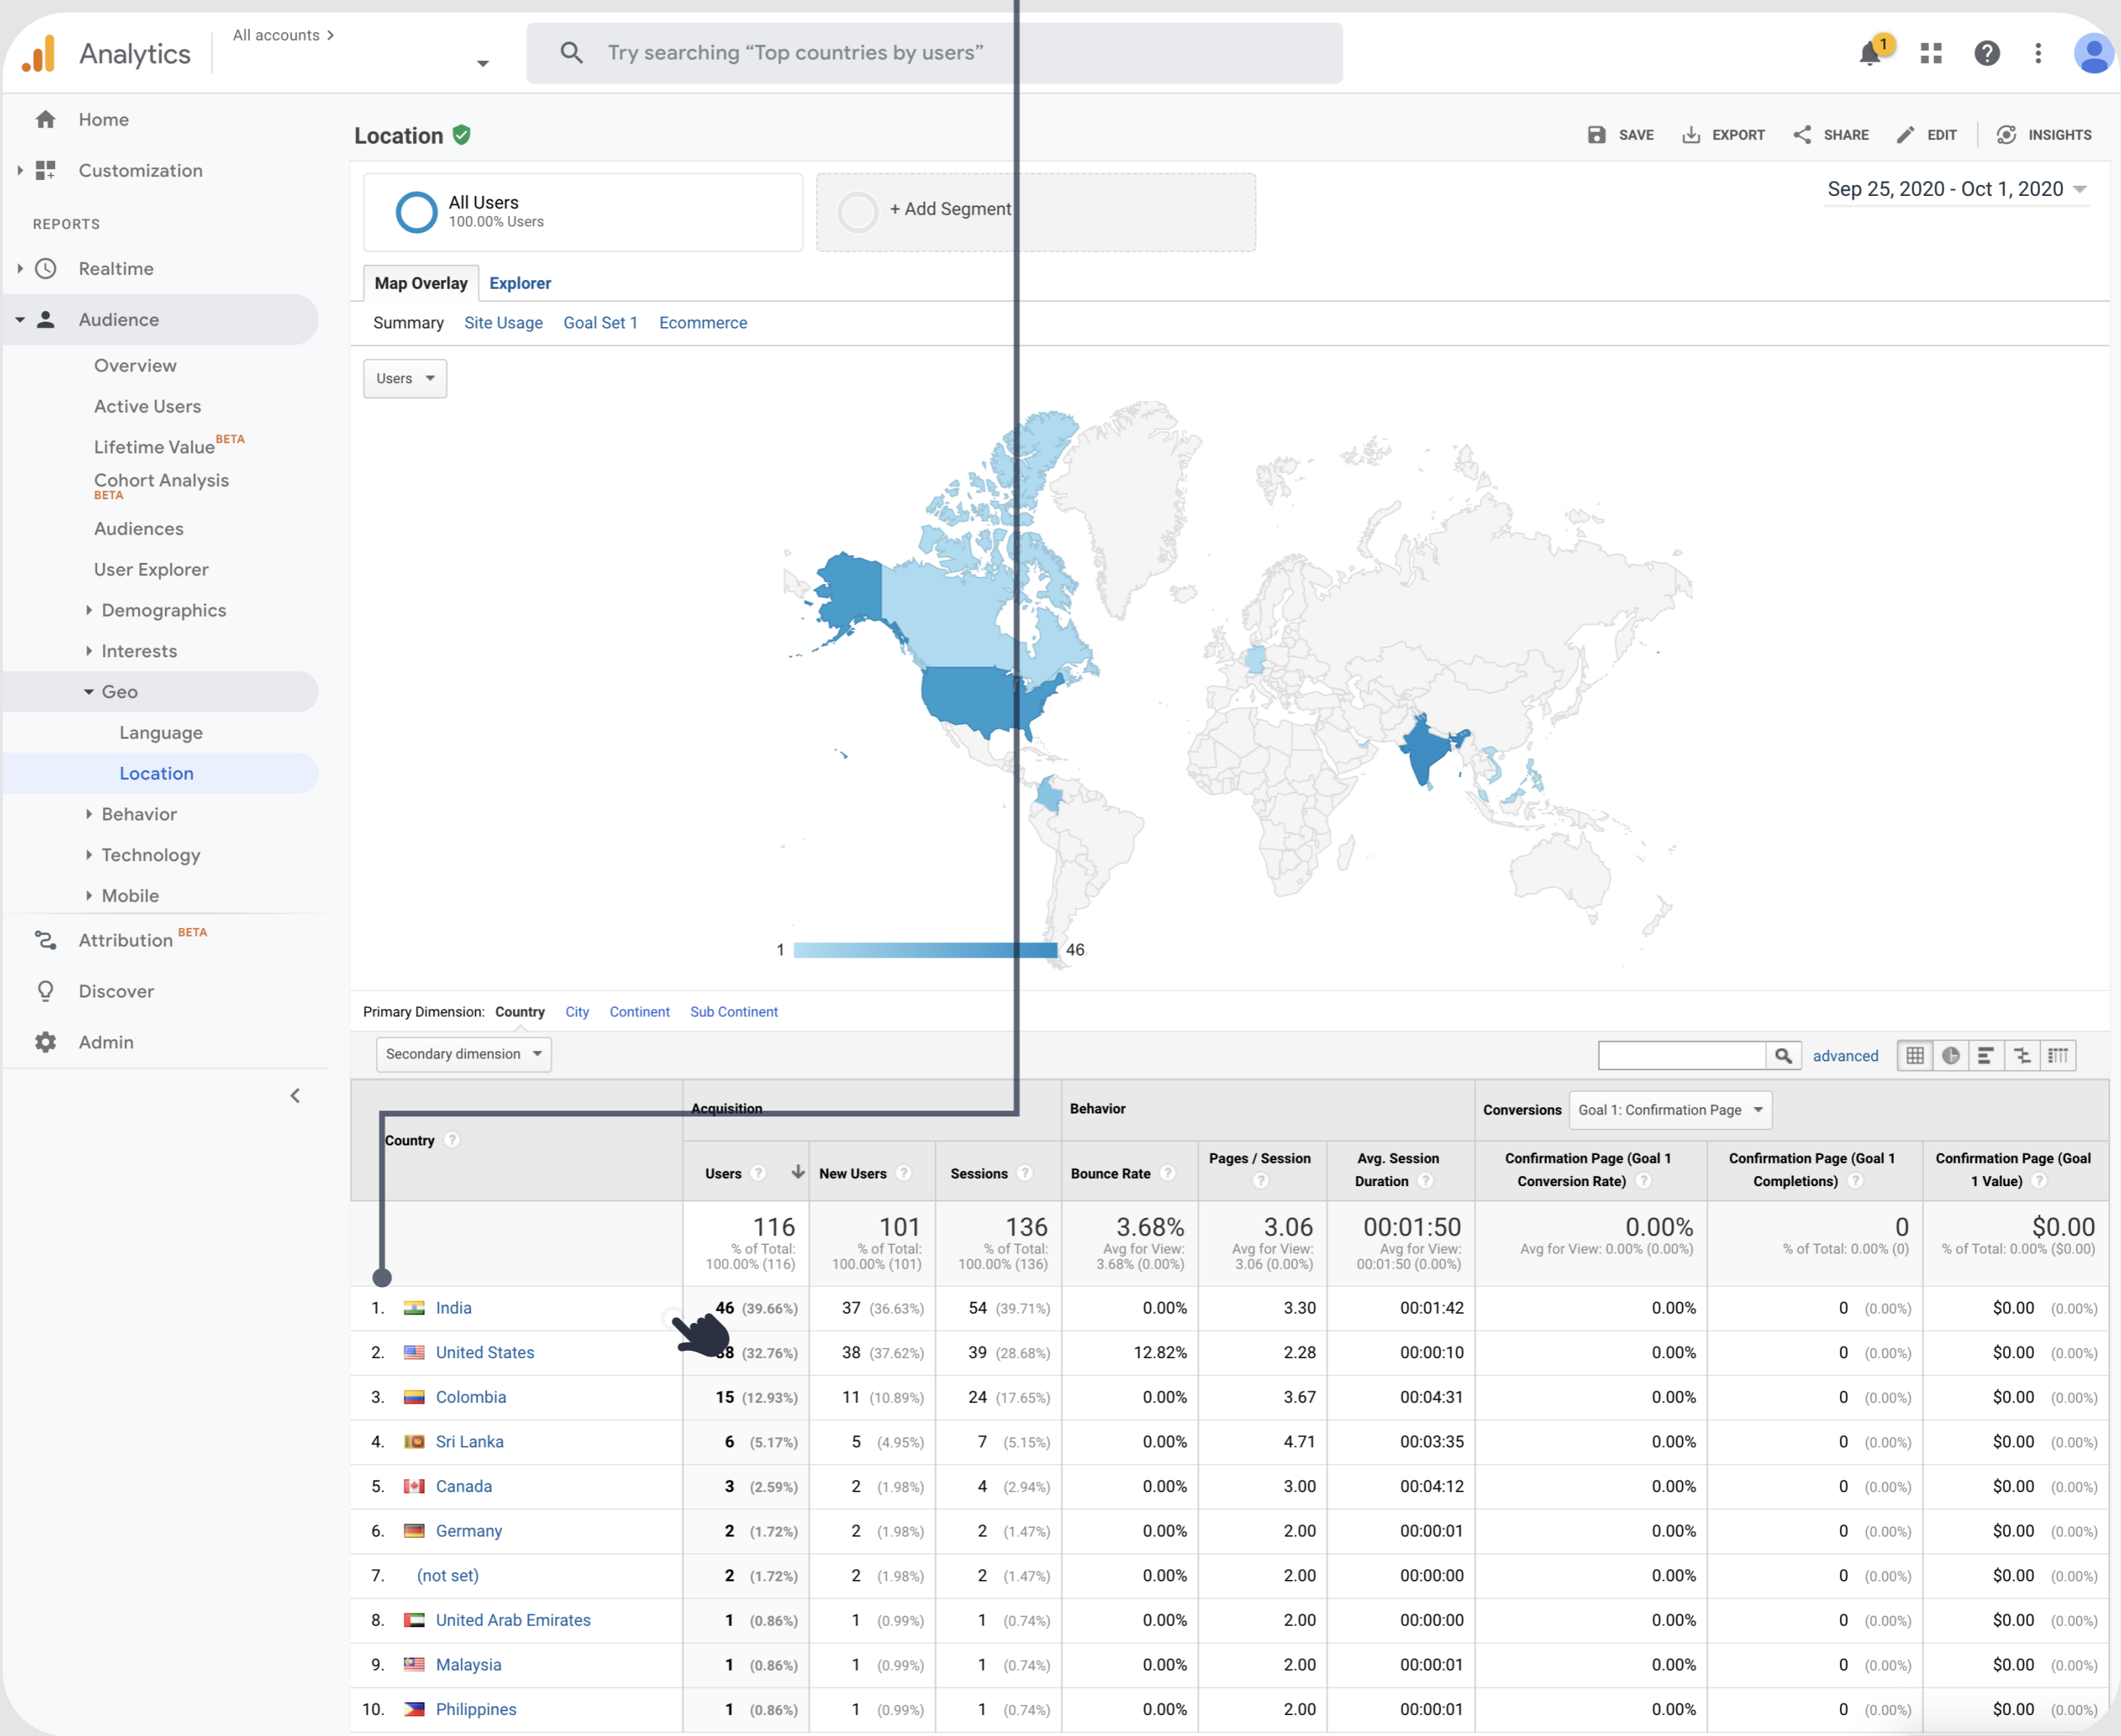 Analytics
All accounts >
Try searching “Top countries by users”
1
Home
Customization
REPORTS
Realtime
Audience
Overview
Active Users
Lifetime Value BETA
Cohort Analysis
BETA
Audiences
User Explorer
Demographics
Interests
Geo
Language
Location
Behavior
Technology
Mobile
Attribution BETA
Discover
Admin
Location
SAVE EXPORT SHARE EDIT INSIGHTS
All Users
100.00% Users
+ Add Segment
Sep 25, 2020 - Oct 1, 2020
Map Overlay Explorer
Summary Site Usage Goal Set 1 Ecommerce
Users
1 46
Primary Dimension: Country City Continent Sub Continent
Secondary dimension
advanced
Country ?
Acquisition
Behavior
Conversions Goal 1: Confirmation Page
Users ?
New Users ?
Sessions ?
Bounce Rate ?
Pages / Session
?
Avg. Session
Duration ?
Confirmation Page (Goal 1
Conversion Rate) ?
Confirmation Page (Goal 1
Completions) ?
Confirmation Page (Goal
1 Value) ?
116
% of Total:
100.00% (116)
101
% of Total:
100.00% (101)
136
% of Total:
100.00% (136)
3.68%
Avg for View:
3.68% (0.00%)
3.06
Avg for View:
3.06 (0.00%)
00:01:50
Avg for View:
00:01:50 (0.00%)
0.00%
Avg for View: 0.00% (0.00%)
0
% of Total: 0.00% (0)
$0.00
% of Total: 0.00% ($0.00)
1. India 46 (39.66%) 37 (36.63%) 54 (39.71%) 0.00% 3.30 00:01:42 0.00% 0 (0.00%) $0.00 (0.00%)
2. United States (32.76%) 38 (37.62%) 39 (28.68%) 12.82% 2.28 00:00:10 0.00% 0 (0.00%) $0.00 (0.00%)
3. Colombia 15 (12.93%) 11 (10.89%) 24 (17.65%) 0.00% 3.67 00:04:31 0.00% 0 (0.00%) $0.00 (0.00%)
4. Sri Lanka 6 (5.17%) 5 (4.95%) 7 (5.15%) 0.00% 4.71 00:03:35 0.00% 0 (0.00%) $0.00 (0.00%)
5. Canada 3 (2.59%) 2 (1.98%) 4 (2.94%) 0.00% 3.00 00:04:12 0.00% 0 (0.00%) $0.00 (0.00%)
6. Germany 2 (1.72%) 2 (1.98%) 2 (1.47%) 0.00% 2.00 00:00:01 0.00% 0 (0.00%) $0.00 (0.00%)
7. (not set) 2 (1.72%) 2 (1.98%) 2 (1.47%) 0.00% 2.00 00:00:00 0.00% 0 (0.00%) $0.00 (0.00%)
8. United Arab Emirates 1 (0.86%) 1 (0.99%) 1 (0.74%) 0.00% 2.00 00:00:00 0.00% 0 (0.00%) $0.00 (0.00%)
9. Malaysia 1 (0.86%) 1 (0.99%) 1 (0.74%) 0.00% 2.00 00:00:01 0.00% 0 (0.00%) $0.00 (0.00%)
10. Philippines 1 (0.86%) 1 (0.99%) 1 (0.74%) 0.00% 2.00 00:00:01 0.00% 0 (0.00%) $0.00 (0.00%)